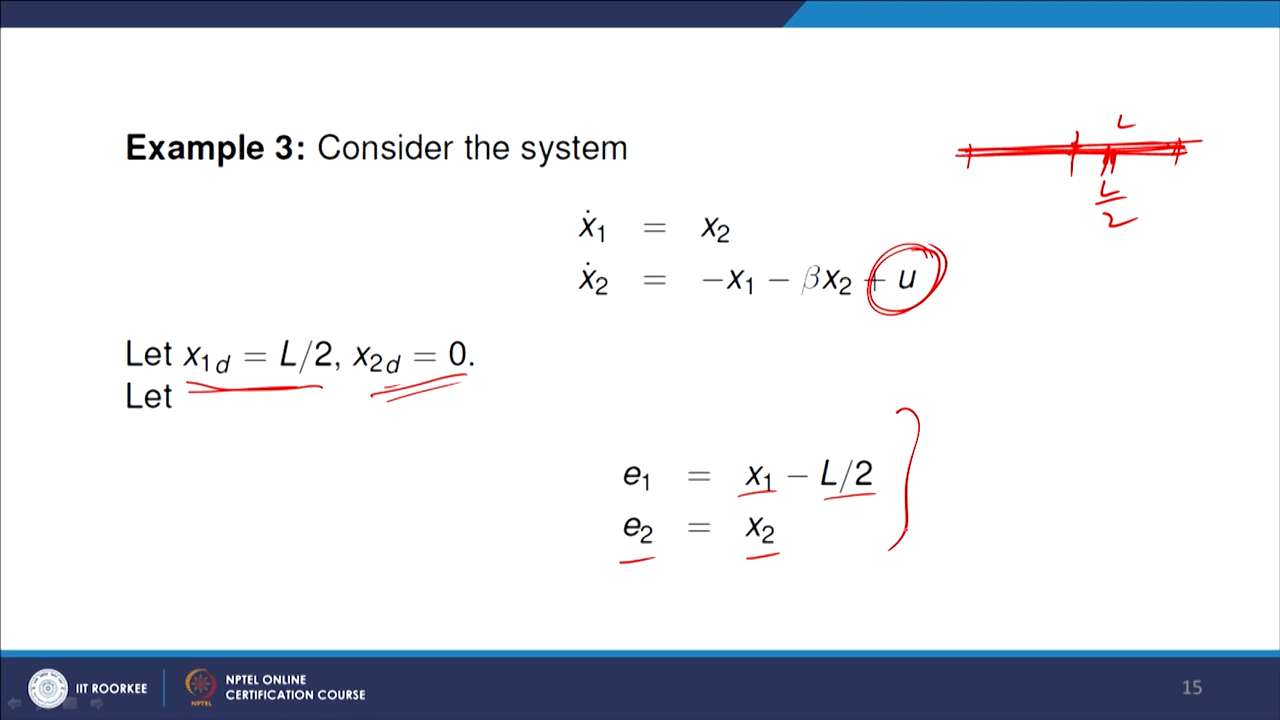 Example 3: Consider the system
L
L
2
ẋ₁ = x₂
ẋ₂ = −x₁ − βx₂ + u
Let x₁d = L/2, x₂d = 0.
Let
e₁ = x₁ − L/2
e₂ = x₂
IIT ROORKEE
NPTEL
NPTEL ONLINE
CERTIFICATION COURSE
15